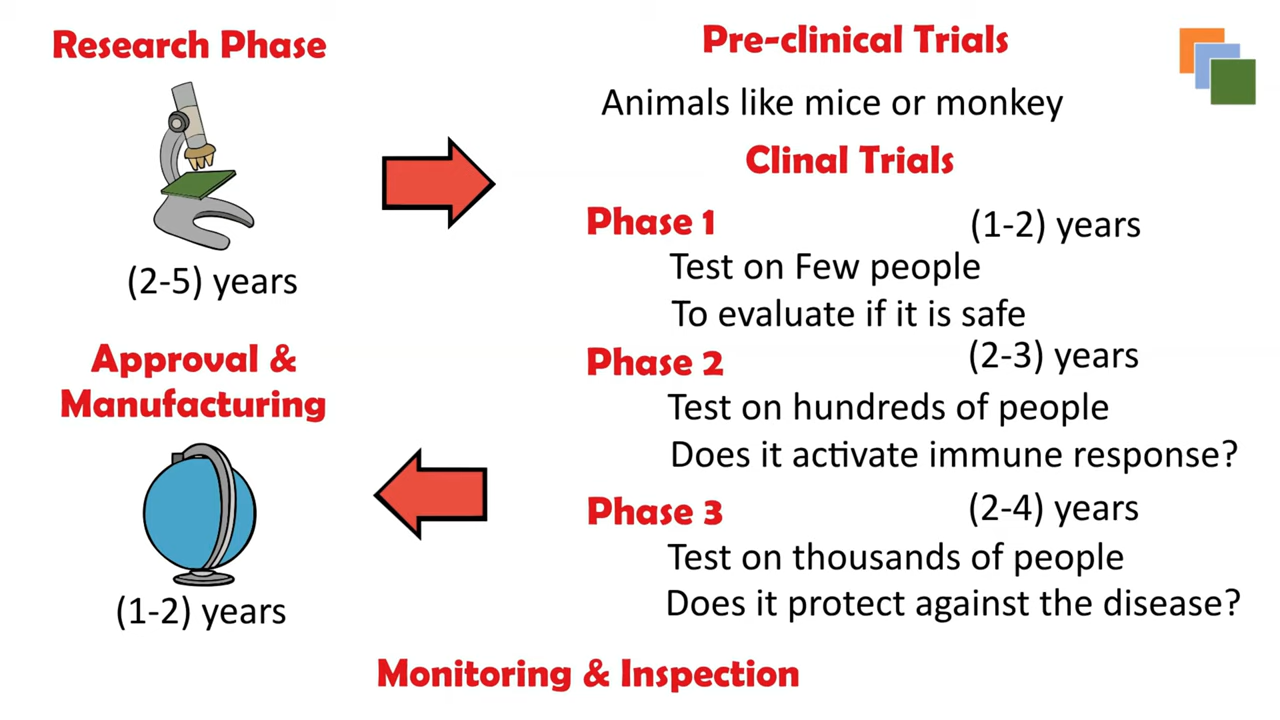 Research Phase
(2-5) years
Pre-clinical Trials
Animals like mice or monkey
Clinal Trials
Phase 1 (1-2) years
Test on Few people
To evaluate if it is safe
Phase 2 (2-3) years
Test on hundreds of people
Does it activate immune response?
Phase 3 (2-4) years
Test on thousands of people
Does it protect against the disease?
Approval &
Manufacturing
(1-2) years
Monitoring & Inspection